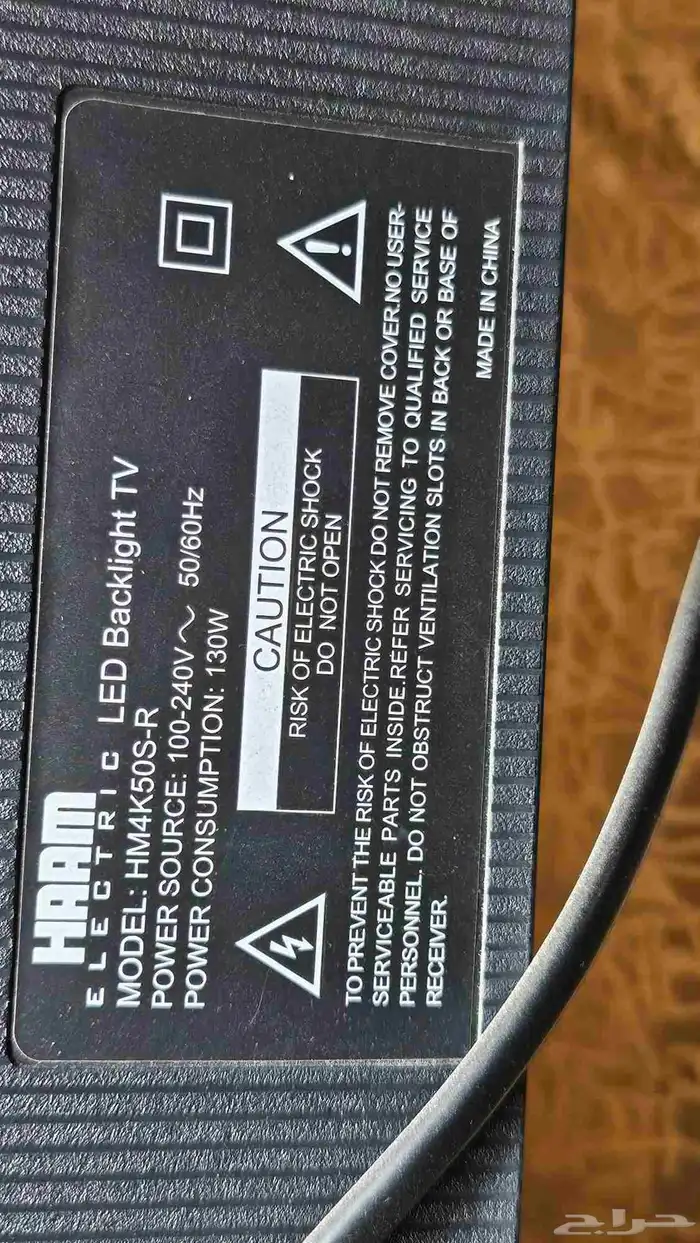 HAAM
ELECTRIC LED Backlight TV
MODEL: HM4K50S-R
POWER SOURCE: 100-240V～ 50/60Hz
POWER CONSUMPTION: 130W
CAUTION
RISK OF ELECTRIC SHOCK
DO NOT OPEN
TO PREVENT THE RISK OF ELECTRIC SHOCK DO NOT REMOVE COVER.NO USER-
SERVICEABLE PARTS INSIDE.REFER SERVICING TO QUALIFIED SERVICE
PERSONNEL. DO NOT OBSTRUCT VENTILATION SLOTS IN BACK OR BASE OF
RECEIVER.
MADE IN CHINA
حراج